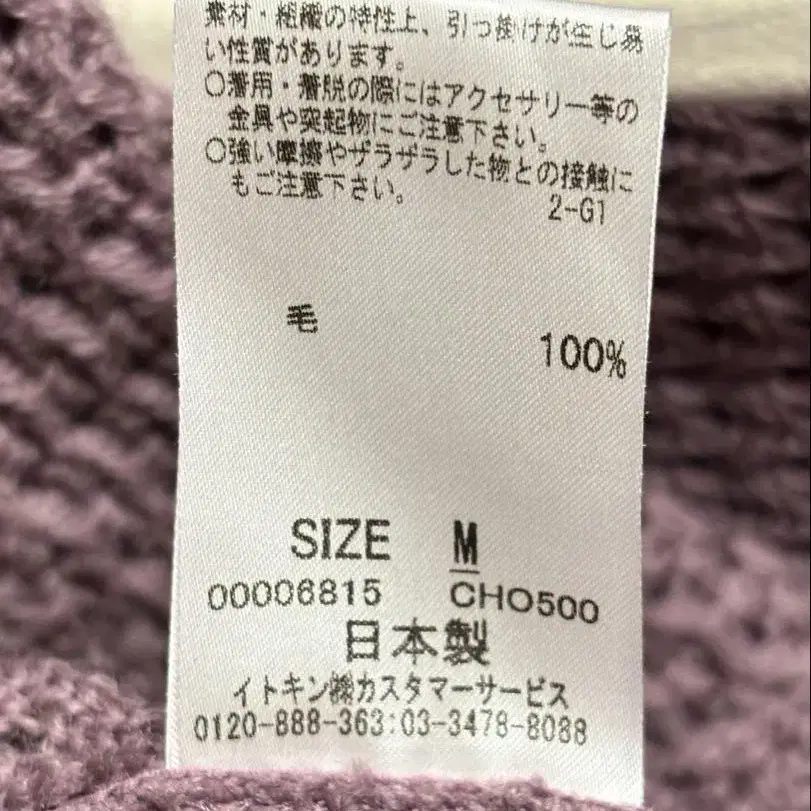 素材・組織の特性上、引っ掛けが生じ易
い性質があります。
○着用・着脱の際にはアクセサリー等の
金具や突起物にご注意下さい。
○強い摩擦やザラザラした物との接触に
もご注意下さい。
2-G1
毛
100%
SIZE M
00006815 CHO500
日本製
イトキン㈱カスタマーサービス
0120-888-363:03-3478-8088